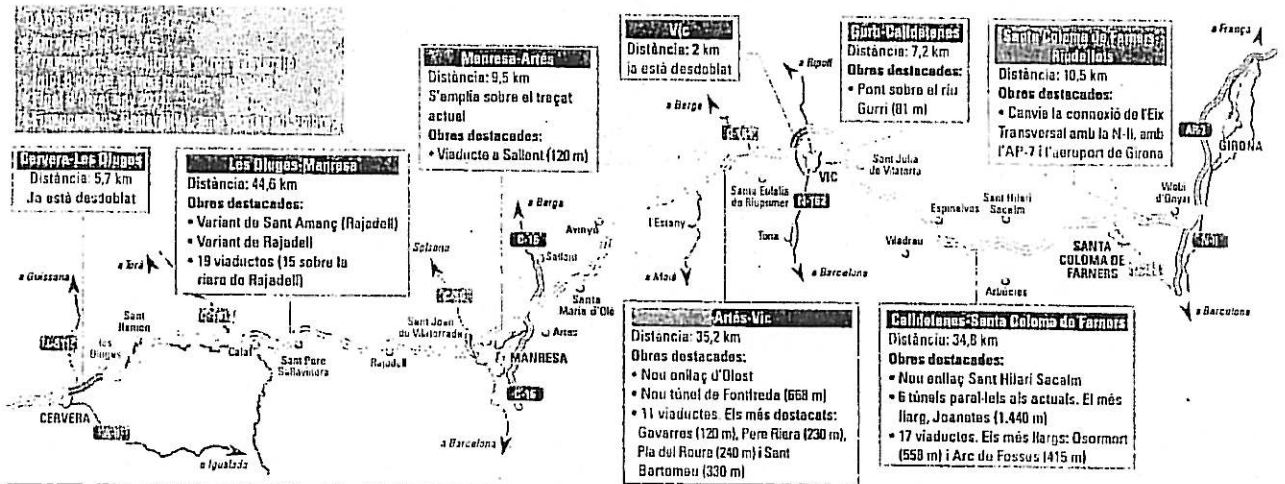 Cervera-Les Oluges
Distància: 5,7 km
Ja està desdoblat
Les Oluges-Manresa
Distància: 44,6 km
Obres destacades:
• Variant de Sant Amanç (Rajadell)
• Variant de Rajadell
• 19 viaductes (15 sobre la
riera de Rajadell)
Manresa-Artés
Distància: 9,5 km
S'amplia sobre el traçat
actual
Obres destacades:
• Viaducte a Sallent (120 m)
Vic
Distància: 2 km
Ja està desdoblat
Gurb-Calldetenes
Distància: 7,2 km
Obres destacades:
• Pont sobre el riu
Gurri (81 m)
Santa Coloma de Farners-
Riudellots
Distància: 10,5 km
Obres destacades:
• Canvia la connexió de l'Eix
Transversal amb la N-II, amb
l'AP-7 i l'aeroport de Girona
a França
AP-7
GIRONA
N-II
a Barcelona
a Guissona
a Torà
Solsona
a Berga
C-16
Sallent
Avinyó
Santa
Maria d'Oló
Artés
Sant Joan
de Vilatorrada
MANRESA
C-16
a Barcelona
Sant
Ramon
les
Oluges
Calaf
Sant Pere
Sallavinera
Rajadell
CERVERA
a Igualada
a Berga
a Ripoll
l'Estany
a Moià
Santa Eulàlia
de Riuprimer
VIC
Tona
a Barcelona
Sant Julià
de Vilatorta
Espinelves
Viladrau
Sant Hilari
Sacalm
Arbúcies
SANTA
COLOMA DE
FARNERS
d'Onyar
Artés-Vic
Distància: 35,2 km
Obres destacades:
• Nou enllaç d'Olost
• Nou túnel de Fontfreda (668 m)
• 11 viaductes. Els més destacats:
Gavarres (120 m), Pere Riera (230 m),
Pla del Roure (240 m) i Sant
Bartomeu (330 m)
Calldetenes-Santa Coloma de Farners
Distància: 34,8 km
Obres destacades:
• Nou enllaç Sant Hilari Sacalm
• 6 túnels paral·lels als actuals. El més
llarg, Joanetes (1.440 m)
• 17 viaductes. Els més llargs: Osormort
(558 m) i Arc de Fossus (415 m)